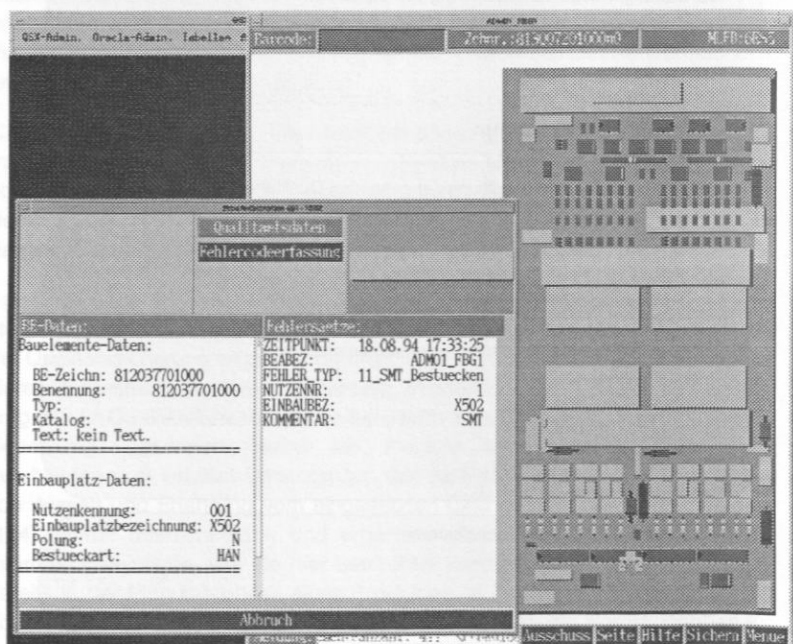 QSX-Admin. Oracle-Admin. Tabellen
Barcode:
Qualitaetsdaten
Fehlercodeerfassung
BE-Daten:
Bauelemente-Daten:
BE-Zeichn: 812037701000
Benennung: 812037701000
Typ:
Katalog:
Text: kein Text.
Einbauplatz-Daten:
Nutzenkennung: 001
Einbauplatzbezeichnung: X502
Polung: N
Bestueckart: HAN
Fehlersaetze:
ZEITPUNKT: 18.08.94 17:33:25
BEABEZ: ADM01_FBG1
FEHLER_TYP: 11_SMT_Bestuecken
NUTZENNR: 1
EINBAUBEZ: X502
KOMMENTAR: SMT
Abbruch
Ausschuss Seite Hilfe Sichern Menue